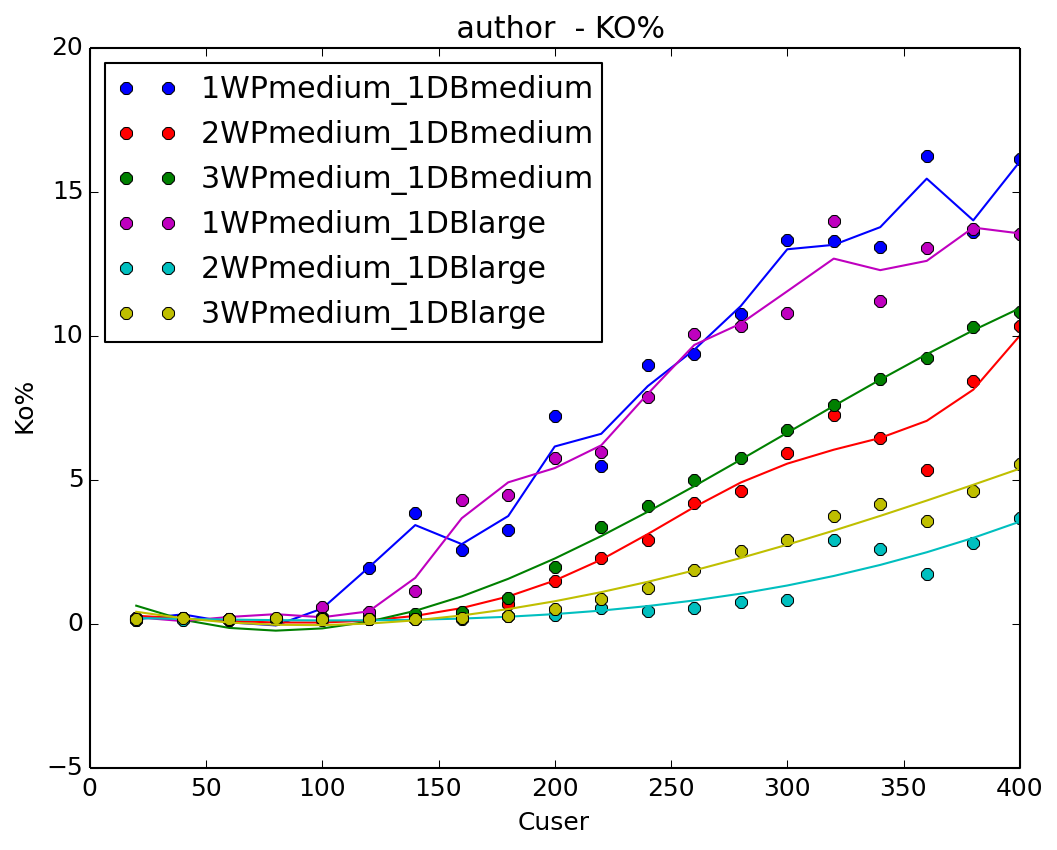 author  - KO%
20
15
10
5
0
−5
Ko%
1WPmedium_1DBmedium
2WPmedium_1DBmedium
3WPmedium_1DBmedium
1WPmedium_1DBlarge
2WPmedium_1DBlarge
3WPmedium_1DBlarge
0 50 100 150 200 250 300 350 400
Cuser